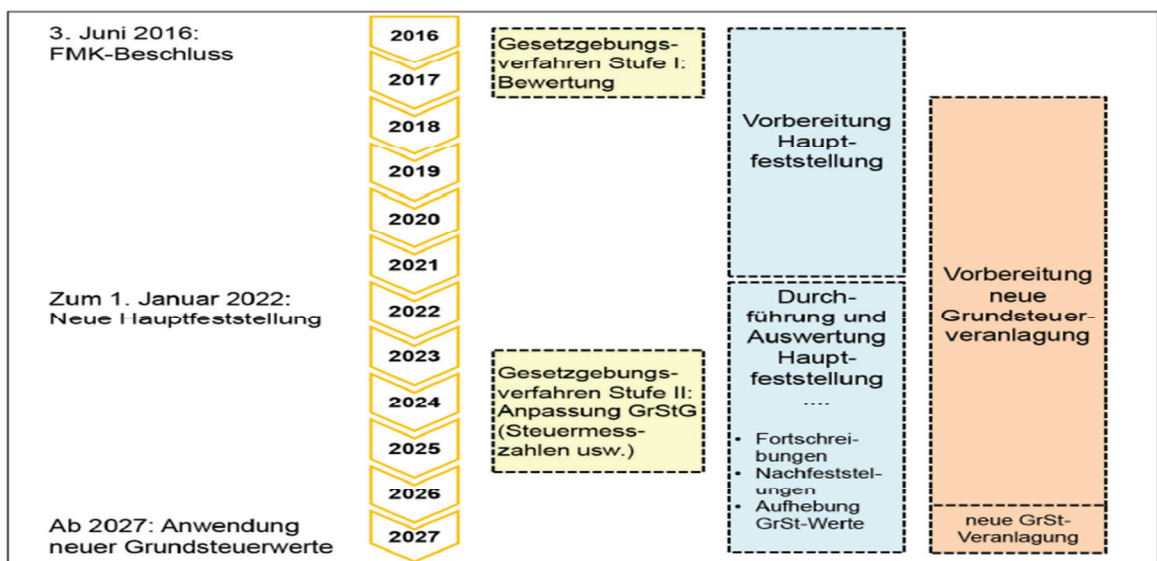 3. Juni 2016:
FMK-Beschluss
Zum 1. Januar 2022:
Neue Hauptfeststellung
Ab 2027: Anwendung
neuer Grundsteuerwerte
2016
2017
2018
2019
2020
2021
2022
2023
2024
2025
2026
2027
Gesetzgebungs-
verfahren Stufe I:
Bewertung
Gesetzgebungs-
verfahren Stufe II:
Anpassung GrStG
(Steuermess-
zahlen usw.)
Vorbereitung
Haupt-
feststellung
Durch-
führung und
Auswertung
Haupt-
feststellung
....
• Fortschrei-
bungen
• Nachfeststel-
ungen
• Aufhebung
GrSt-Werte
Vorbereitung
neue
Grundsteuer-
veranlagung
neue GrSt-
Veranlagung